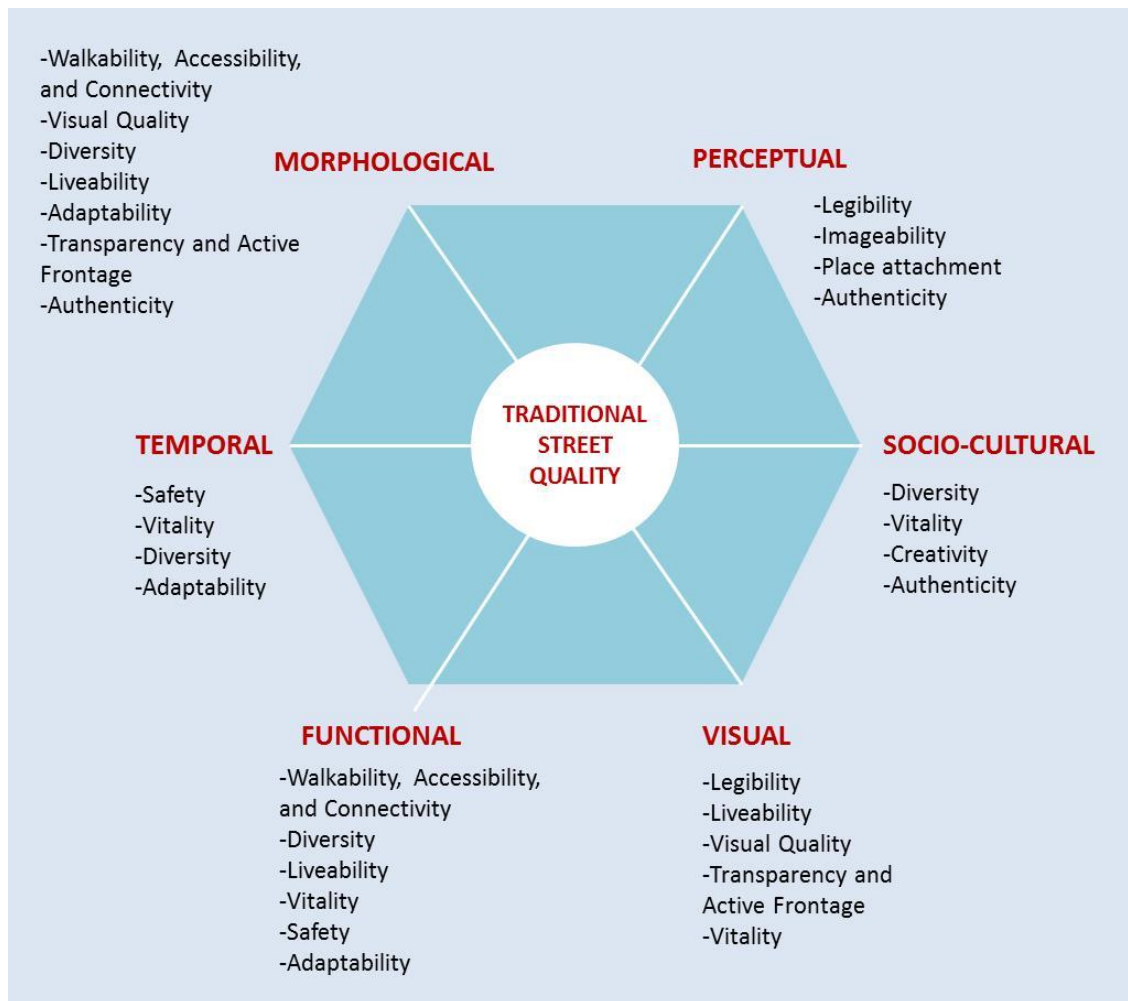 -Walkability, Accessibility,
and Connectivity
-Visual Quality
-Diversity
-Liveability
-Adaptability
-Transparency and Active
Frontage
-Authenticity
MORPHOLOGICAL
PERCEPTUAL
-Legibility
-Imageability
-Place attachment
-Authenticity
TRADITIONAL
STREET
QUALITY
TEMPORAL
-Safety
-Vitality
-Diversity
-Adaptability
SOCIO-CULTURAL
-Diversity
-Vitality
-Creativity
-Authenticity
FUNCTIONAL
-Walkability, Accessibility,
and Connectivity
-Diversity
-Liveability
-Vitality
-Safety
-Adaptability
VISUAL
-Legibility
-Liveability
-Visual Quality
-Transparency and
Active Frontage
-Vitality